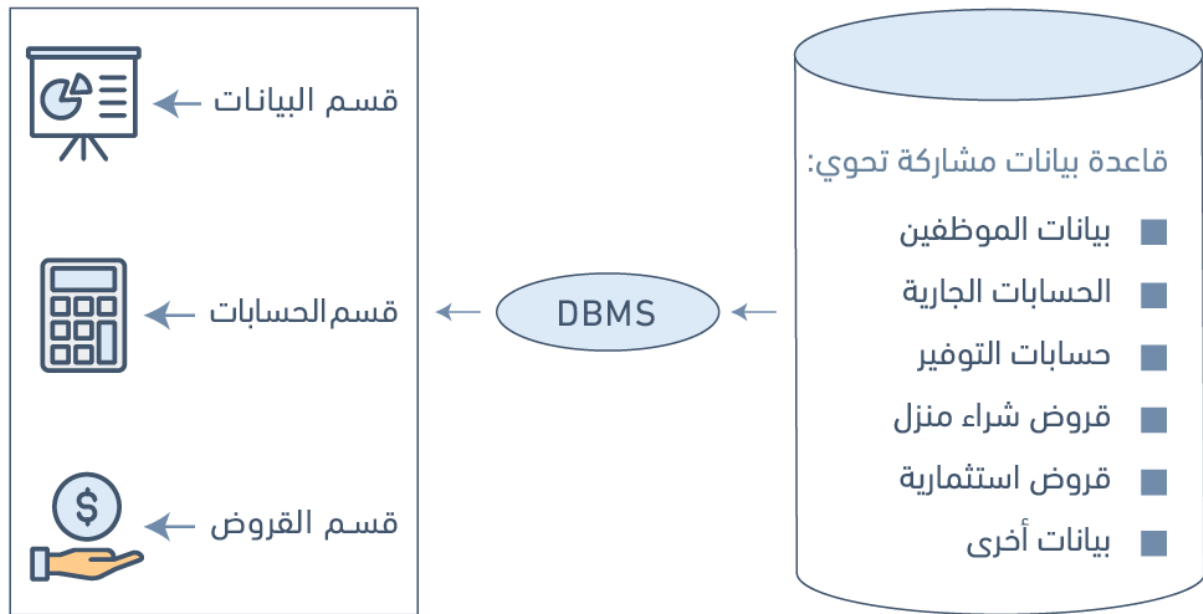 قاعدة بيانات مشاركة تحوي:
بيانات الموظفين
الحسابات الجارية
حسابات التوفير
قروض شراء منزل
قروض استثمارية
بيانات أخرى
DBMS
قسم البيانات
قسم الحسابات
قسم القروض
$